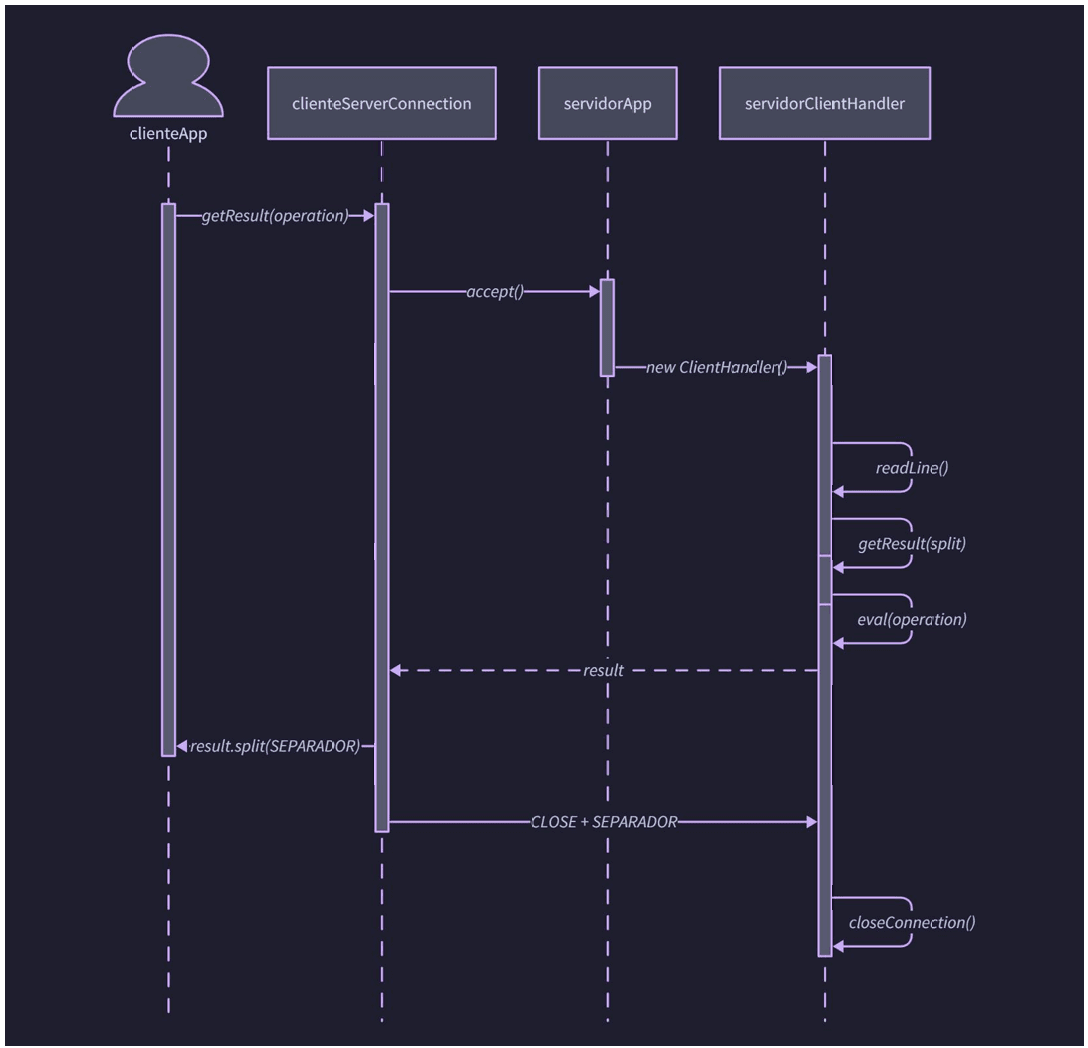 clienteServerConnection
servidorApp
servidorClientHandler
clienteApp
getResult(operation)
accept()
new ClientHandler()
readLine()
getResult(split)
eval(operation)
result
result.split(SEPARADOR)
CLOSE + SEPARADOR
closeConnection()